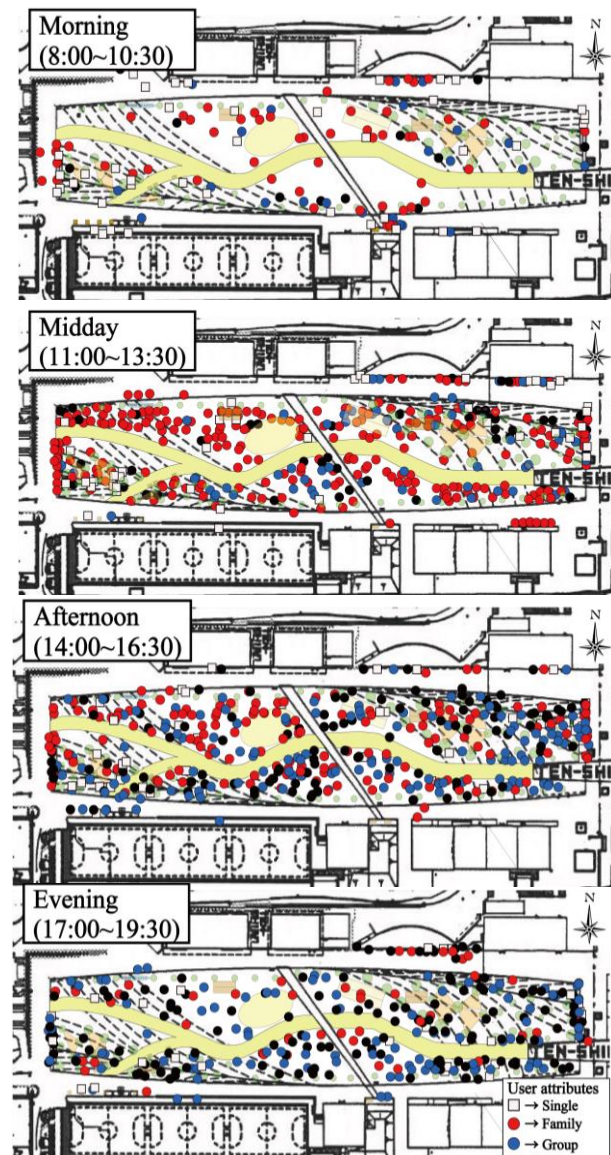 Morning
(8:00~10:30)
N
TEN-SHI
Midday
(11:00~13:30)
N
TEN-SHI
Afternoon
(14:00~16:30)
N
TEN-SHI
Evening
(17:00~19:30)
N
TEN-SHI
User attributes
→ Single
→ Family
→ Group